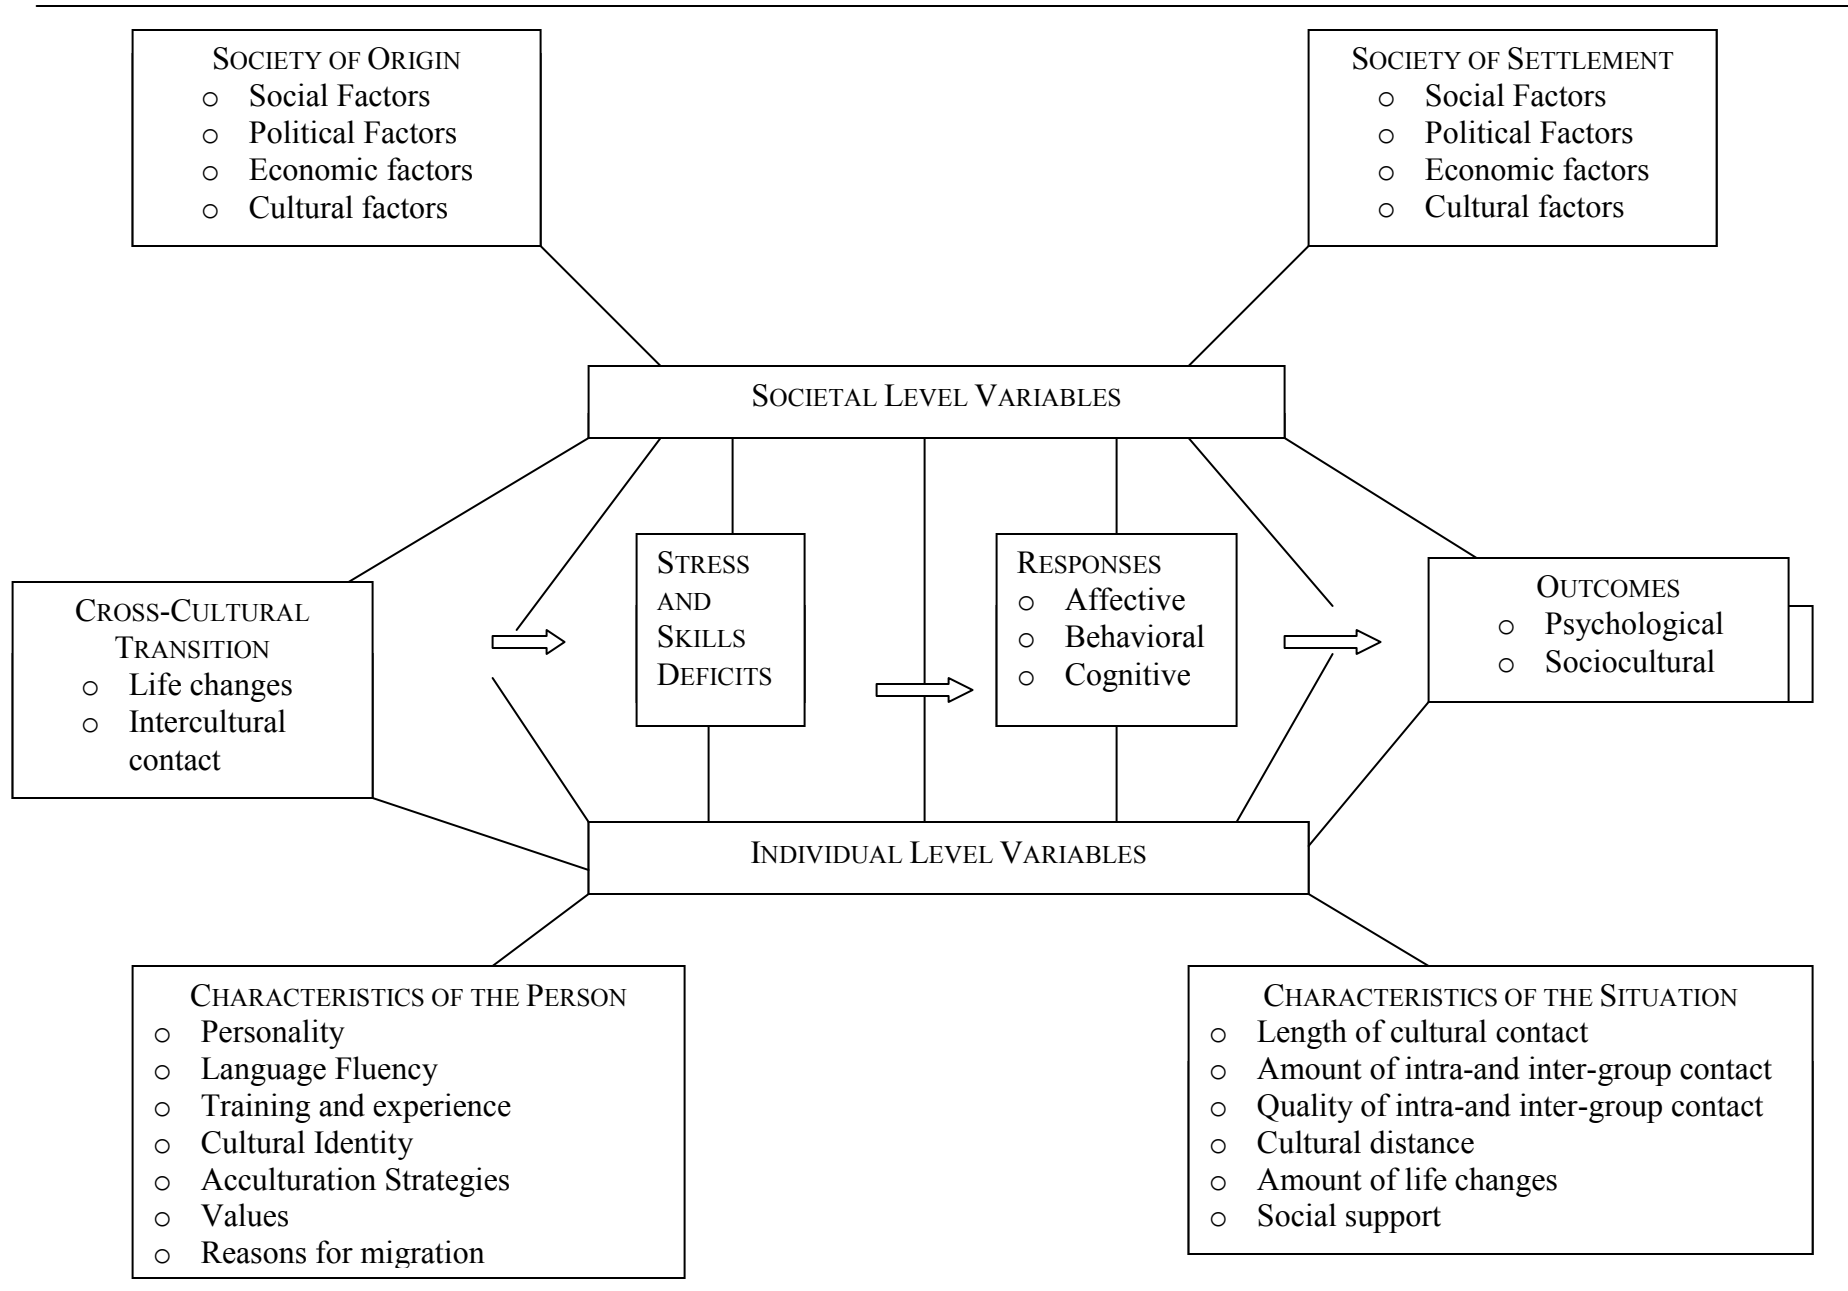 SOCIETY OF ORIGIN
o Social Factors
o Political Factors
o Economic factors
o Cultural factors
SOCIETY OF SETTLEMENT
o Social Factors
o Political Factors
o Economic factors
o Cultural factors
SOCIETAL LEVEL VARIABLES
CROSS-CULTURAL
TRANSITION
o Life changes
o Intercultural
contact
STRESS
AND
SKILLS
DEFICITS
RESPONSES
o Affective
o Behavioral
o Cognitive
OUTCOMES
o Psychological
o Sociocultural
INDIVIDUAL LEVEL VARIABLES
CHARACTERISTICS OF THE PERSON
o Personality
o Language Fluency
o Training and experience
o Cultural Identity
o Acculturation Strategies
o Values
o Reasons for migration
CHARACTERISTICS OF THE SITUATION
o Length of cultural contact
o Amount of intra-and inter-group contact
o Quality of intra-and inter-group contact
o Cultural distance
o Amount of life changes
o Social support